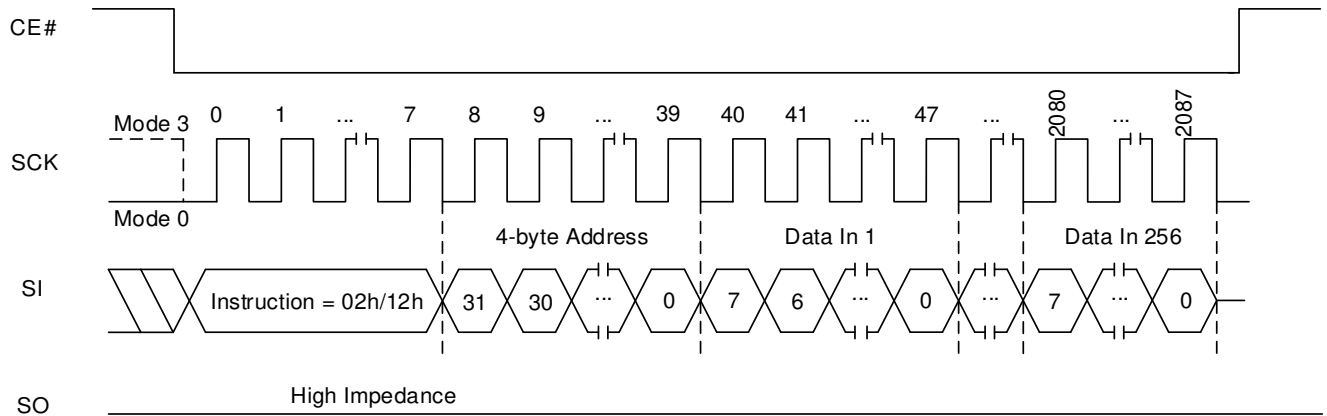 CE#
0 1 ... 7 8 9 ... 39 40 41 ... 47 ... 2080 ... 2087
Mode 3
SCK
Mode 0
4-byte Address Data In 1 Data In 256
SI Instruction = 02h/12h 31 30 ... 0 7 6 ... 0 ... 7 ... 0
High Impedance
SO